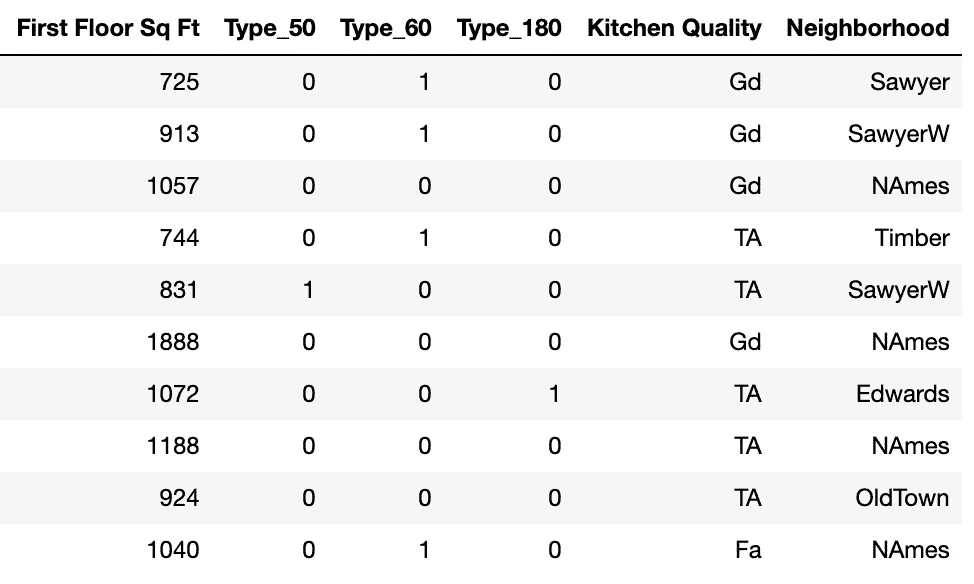 First Floor Sq Ft Type_50 Type_60 Type_180 Kitchen Quality Neighborhood
725 0 1 0 Gd Sawyer
913 0 1 0 Gd SawyerW
1057 0 0 0 Gd NAmes
744 0 1 0 TA Timber
831 1 0 0 TA SawyerW
1888 0 0 0 Gd NAmes
1072 0 0 1 TA Edwards
1188 0 0 0 TA NAmes
924 0 0 0 TA OldTown
1040 0 1 0 Fa NAmes